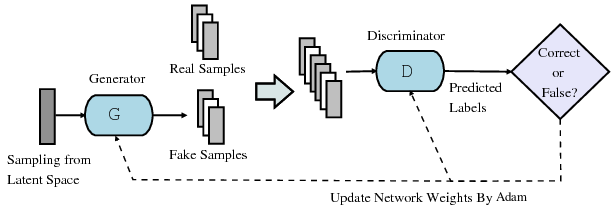 Real Samples
Generator
G
Sampling from
Latent Space
Fake Samples
Discriminator
D
Predicted
Labels
Correct
or
False?
Update Network Weights By Adam